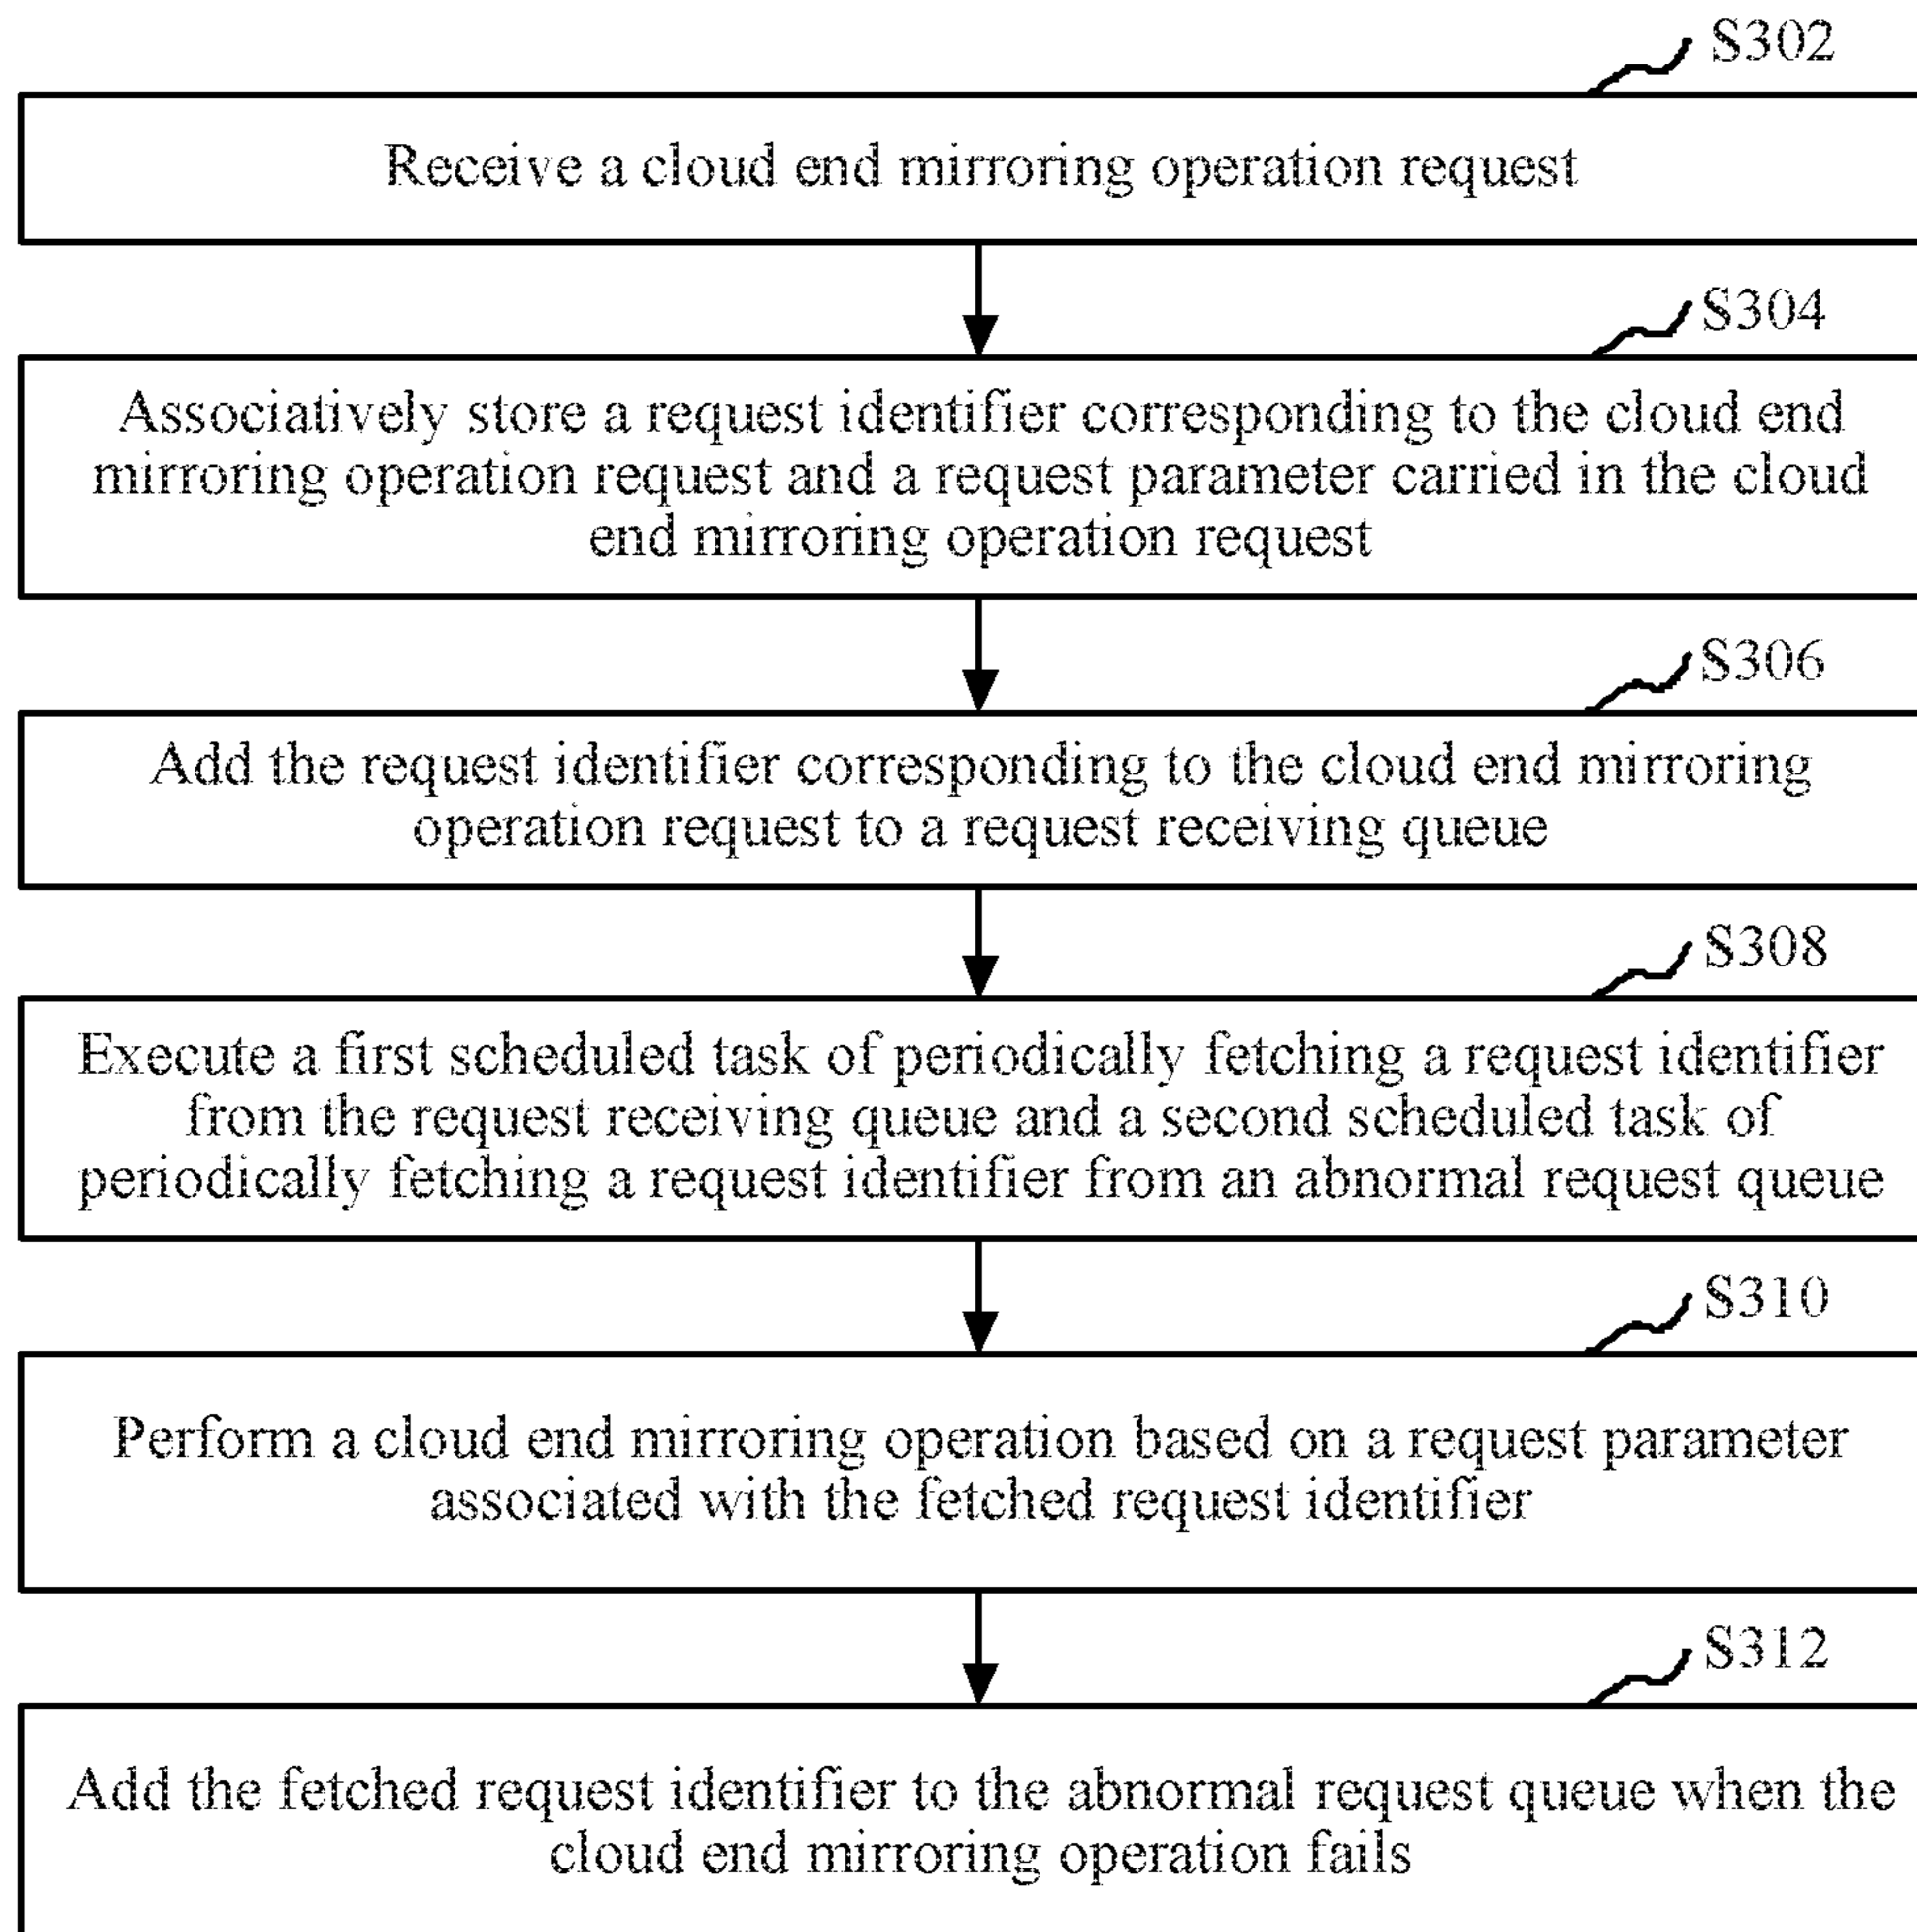 S302
Receive a cloud end mirroring operation request
S304
Associatively store a request identifier corresponding to the cloud end
mirroring operation request and a request parameter carried in the cloud
end mirroring operation request
S306
Add the request identifier corresponding to the cloud end mirroring
operation request to a request receiving queue
S308
Execute a first scheduled task of periodically fetching a request identifier
from the request receiving queue and a second scheduled task of
periodically fetching a request identifier from an abnormal request queue
S310
Perform a cloud end mirroring operation based on a request parameter
associated with the fetched request identifier
S312
Add the fetched request identifier to the abnormal request queue when the
cloud end mirroring operation fails